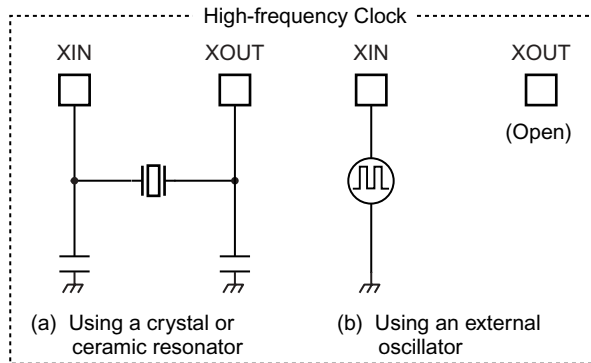 High-frequency Clock
XIN
XOUT
XIN
XOUT
(Open)
(a) Using a crystal or
ceramic resonator
(b) Using an external
oscillator